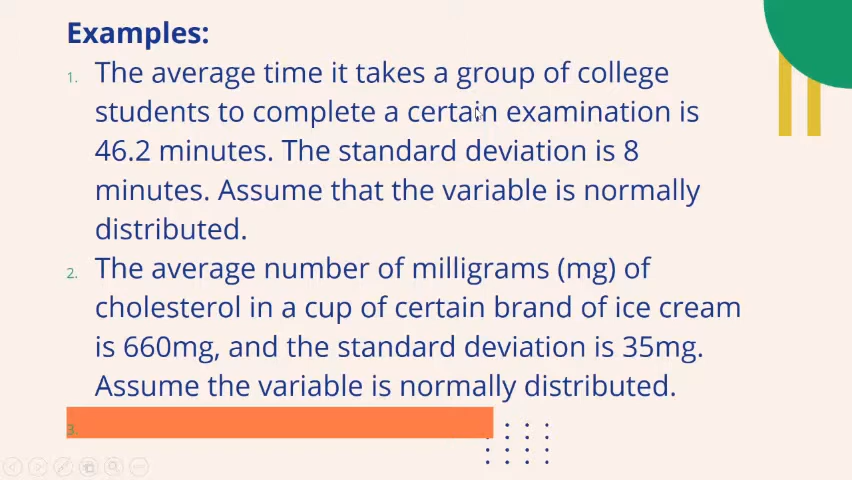 Examples:
1. The average time it takes a group of college
students to complete a certain examination is
46.2 minutes. The standard deviation is 8
minutes. Assume that the variable is normally
distributed.
2. The average number of milligrams (mg) of
cholesterol in a cup of certain brand of ice cream
is 660mg, and the standard deviation is 35mg.
Assume the variable is normally distributed.
3.